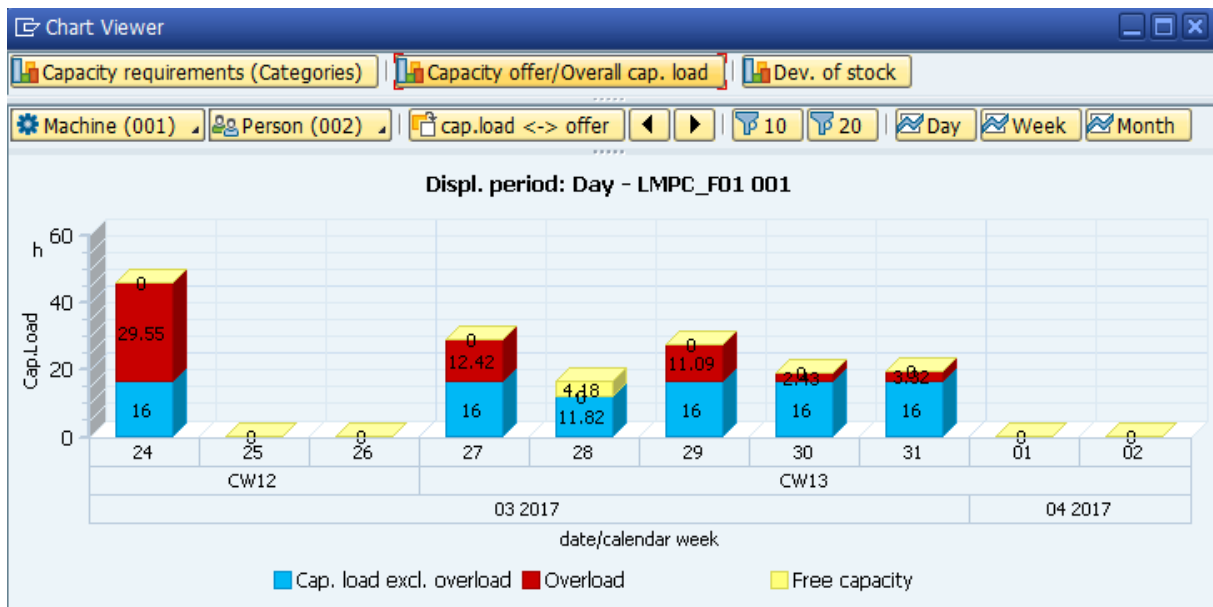 Chart Viewer
Capacity requirements (Categories) Capacity offer/Overall cap. load Dev. of stock
Machine (001) Person (002) cap.load <-> offer 10 20 Day Week Month
Displ. period: Day - LMPC_F01 001
h
60
40
20
0
Cap.Load
0 29.55 16
0
0
0 12.42 16
4.18 0 11.82
0 11.09 16
0 2.43 16
0 16
0
0
24 25 26 27 28 29 30 31 01 02
CW12 CW13
03 2017 04 2017
date/calendar week
Cap. load excl. overload Overload Free capacity